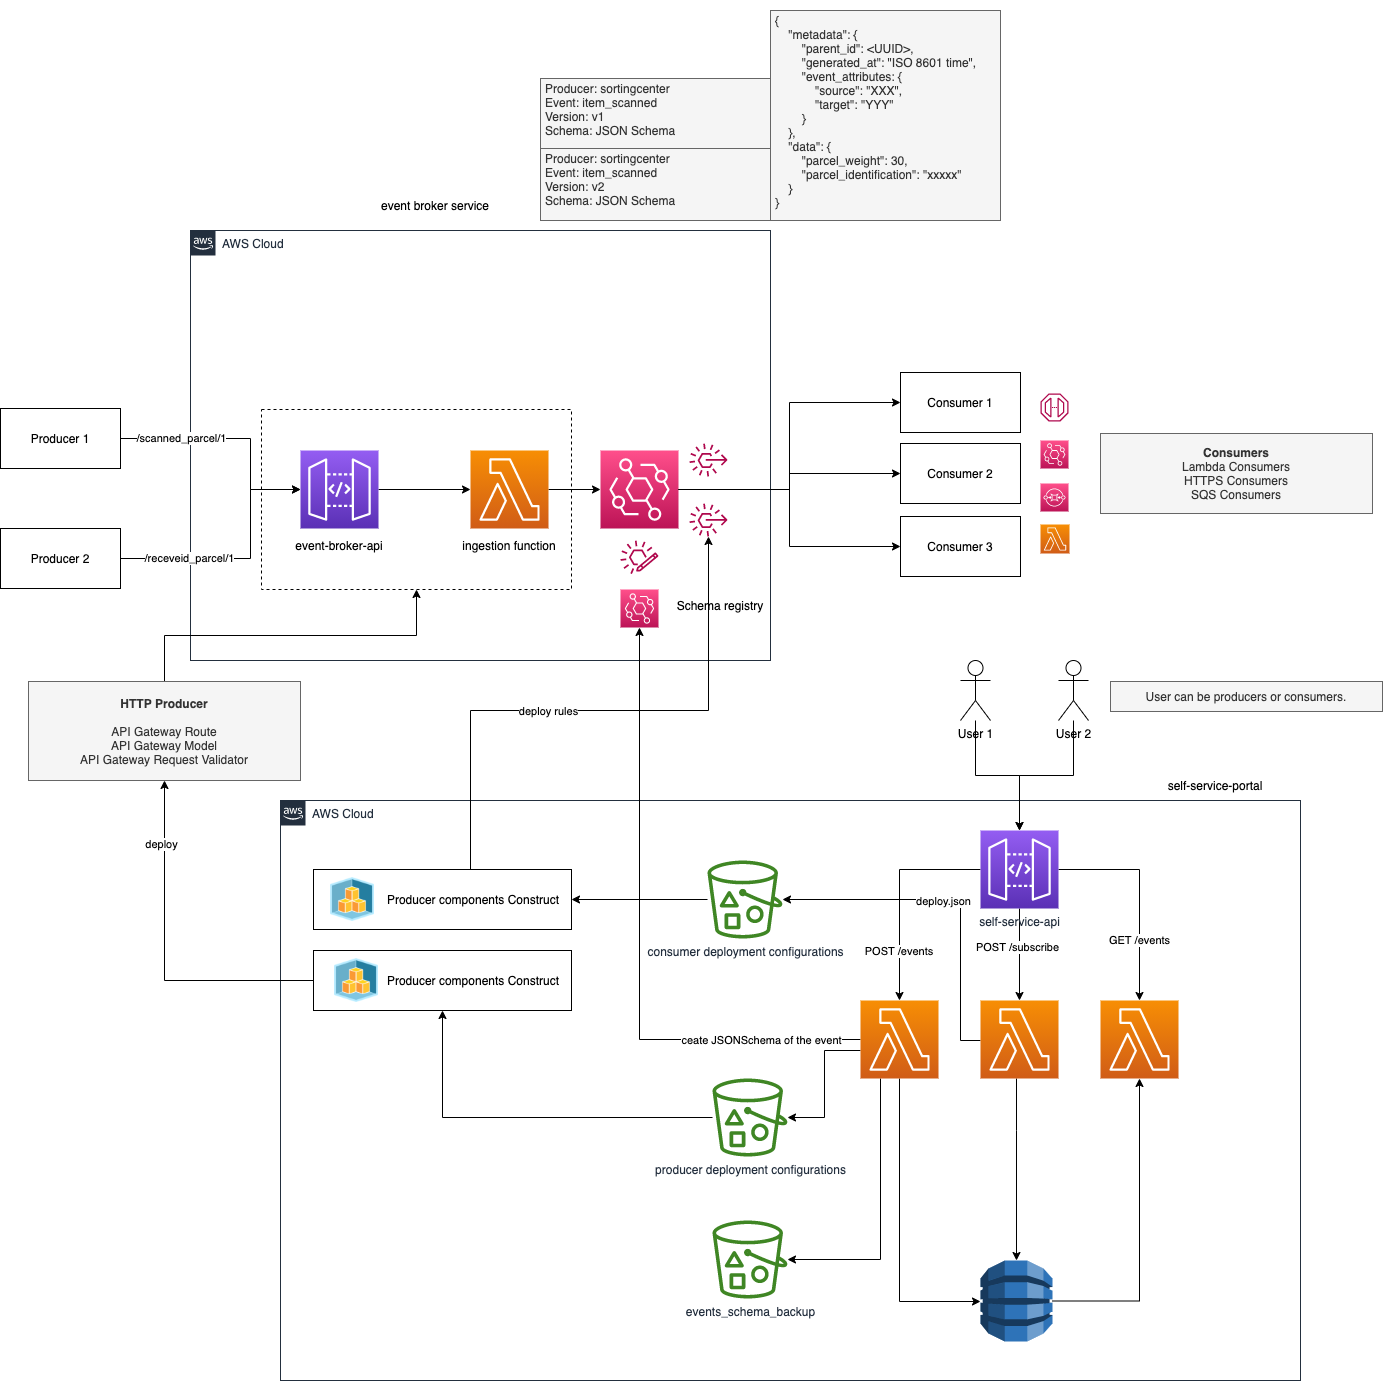 {
"metadata": {
"parent_id": <UUID>,
"generated_at": "ISO 8601 time",
"event_attributes: {
"source": "XXX",
"target": "YYY"
}
},
"data": {
"parcel_weight": 30,
"parcel_identification": "xxxxx"
}
}
Producer: sortingcenter
Event: item_scanned
Version: v1
Schema: JSON Schema
Producer: sortingcenter
Event: item_scanned
Version: v2
Schema: JSON Schema
event broker service
aws
AWS Cloud
Producer 1
/scanned_parcel/1
Producer 2
/receveid_parcel/1
event-broker-api
ingestion function
Schema registry
Consumer 1
Consumer 2
Consumer 3
Consumers
Lambda Consumers
HTTPS Consumers
SQS Consumers
HTTP Producer
API Gateway Route
API Gateway Model
API Gateway Request Validator
deploy rules
deploy
User 1
User 2
User can be producers or consumers.
self-service-portal
aws
AWS Cloud
Producer components Construct
Producer components Construct
consumer deployment configurations
deploy.json
self-service-api
POST /events
POST /subscribe
GET /events
ceate JSONSchema of the event
producer deployment configurations
events_schema_backup